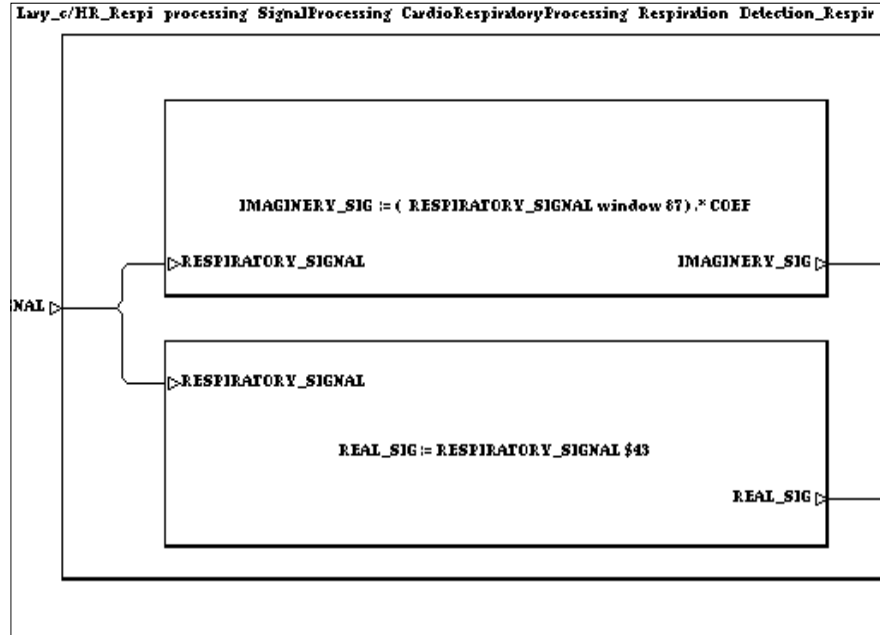 Lary_c/HR_Respi processing SignalProcessing CardioRespiratoryProcessing Respiration Detection_Respir
IMAGINERY_SIG := ( RESPIRATORY_SIGNAL window 87) .* COEF
RESPIRATORY_SIGNAL
IMAGINERY_SIG
NAL
RESPIRATORY_SIGNAL
REAL_SIG := RESPIRATORY_SIGNAL $43
REAL_SIG